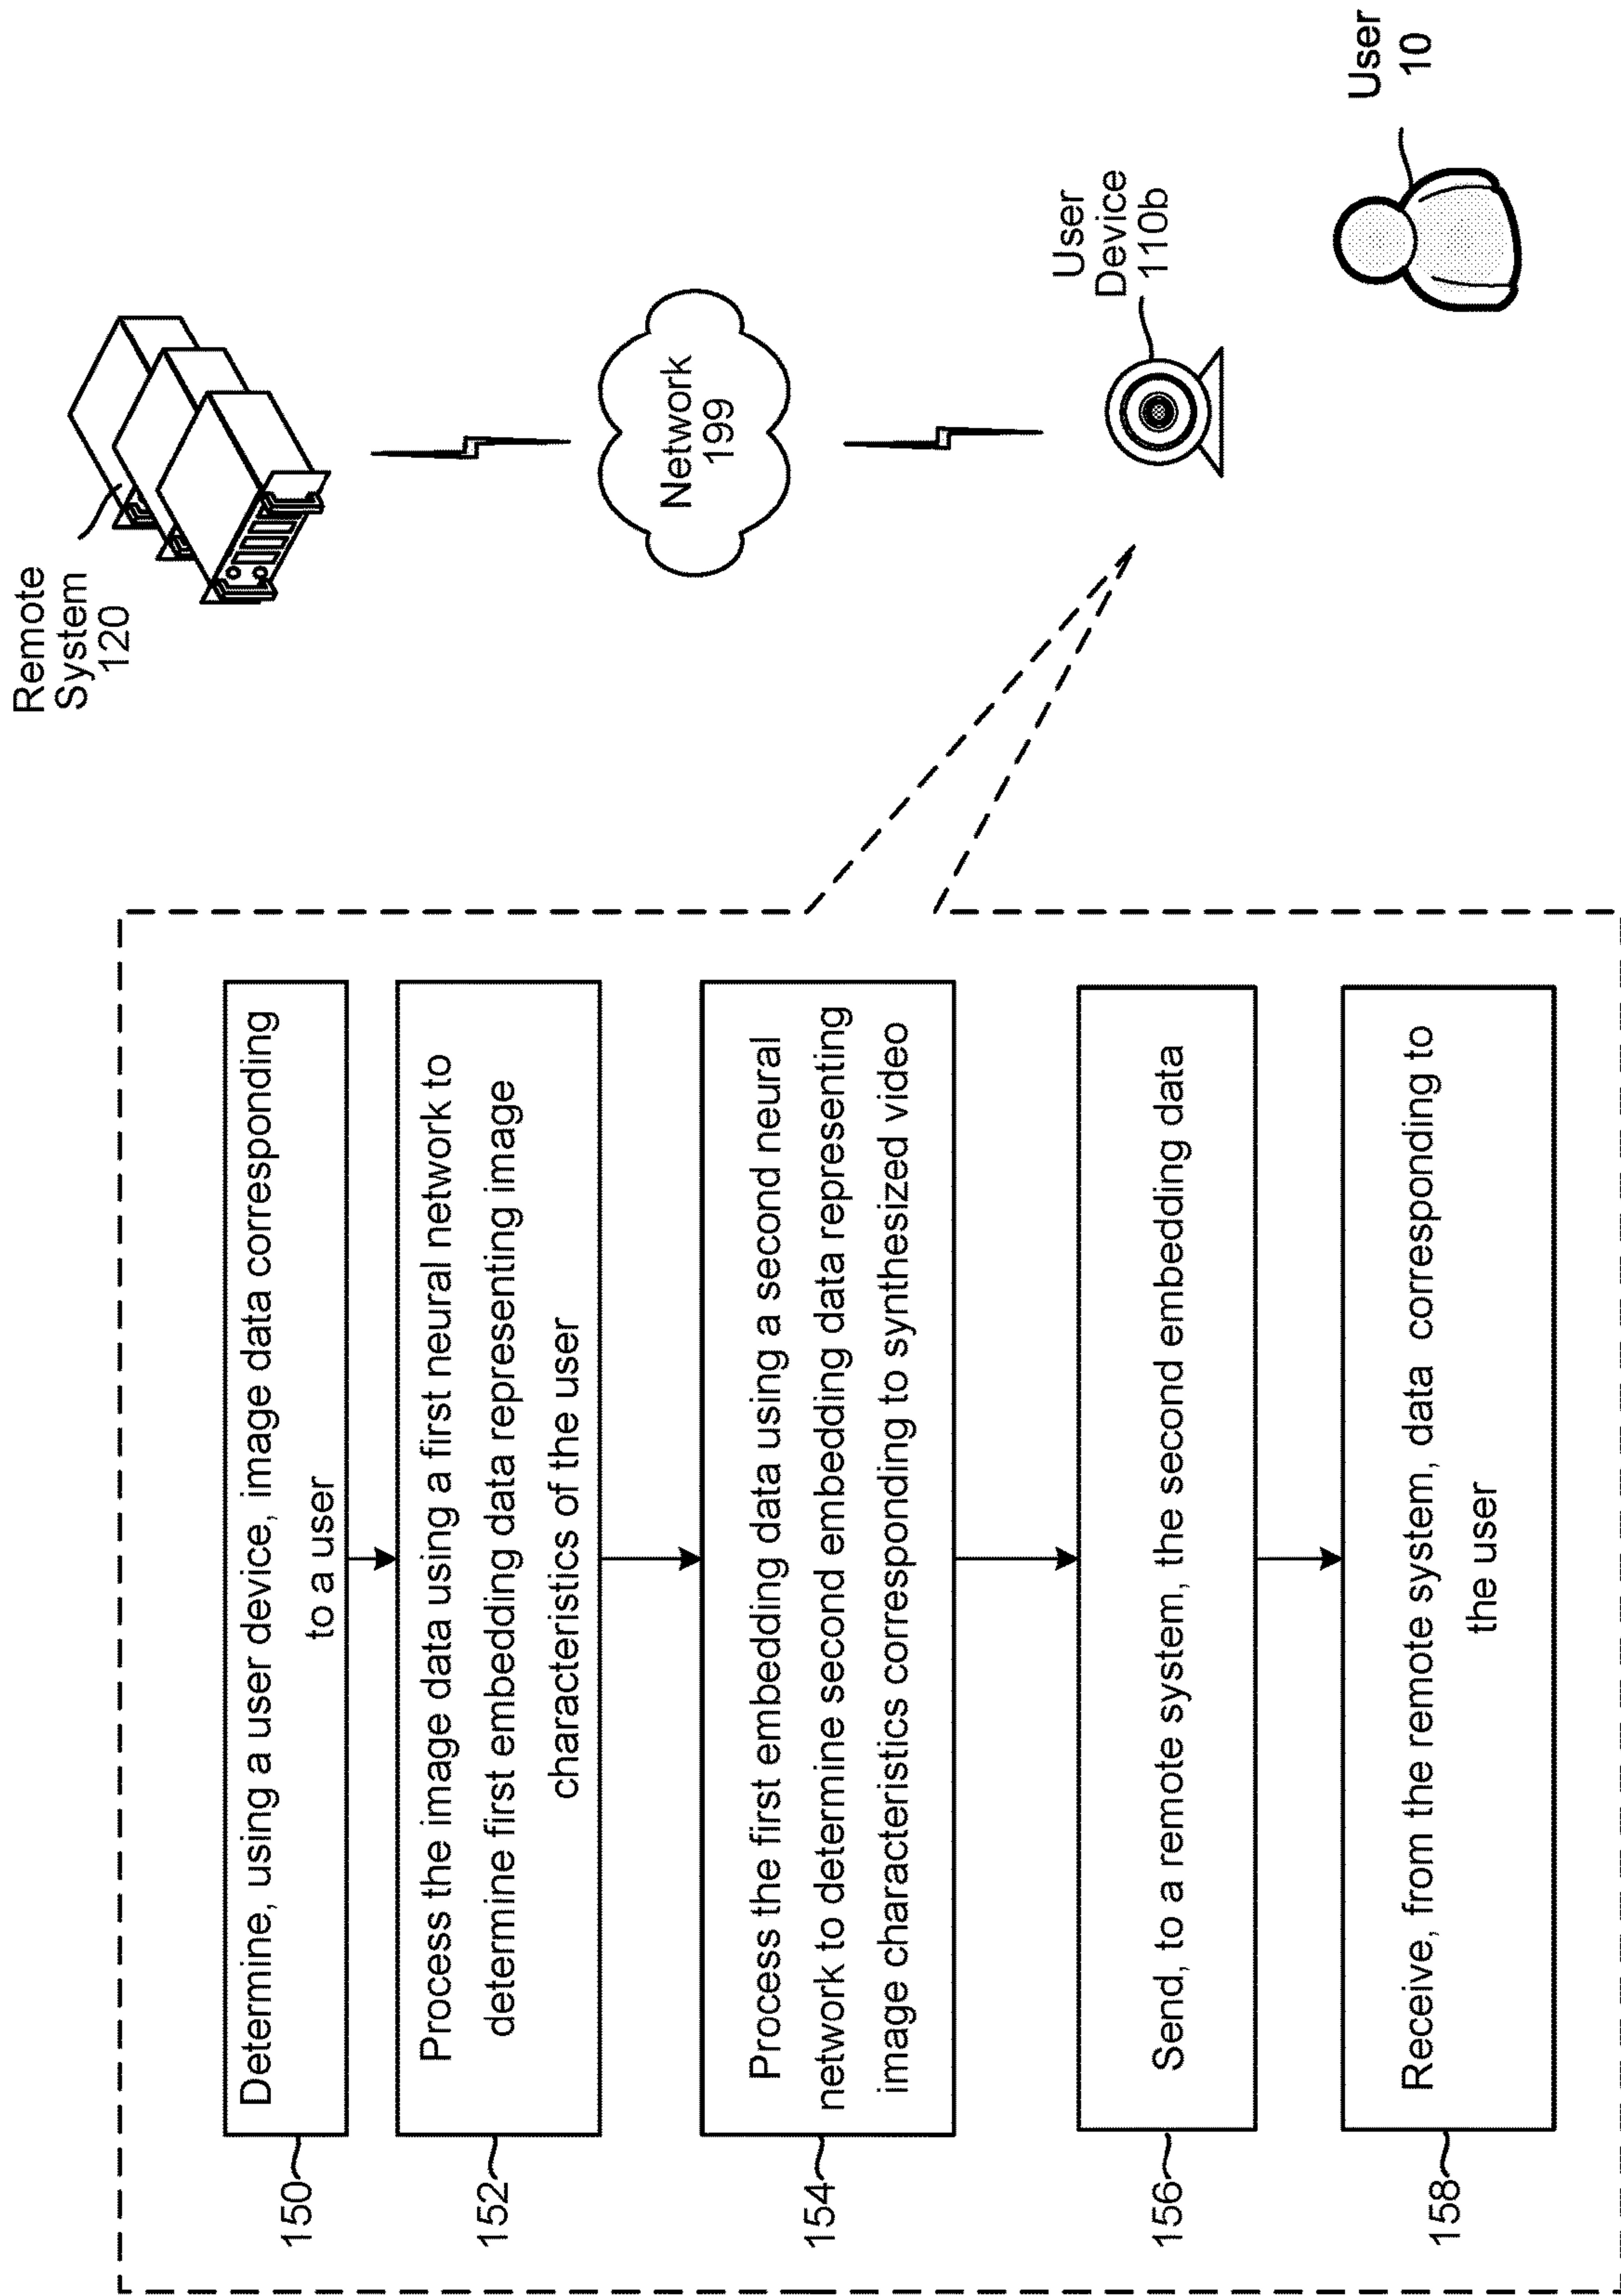 150
Determine, using a user device, image data corresponding
to a user
152
Process the image data using a first neural network to
determine first embedding data representing image
characteristics of the user
154
Process the first embedding data using a second neural
network to determine second embedding data representing
image characteristics corresponding to synthesized video
156
Send, to a remote system, the second embedding data
158
Receive, from the remote system, data corresponding to
the user
Remote
System
120
Network
199
User
Device
110b
User
10